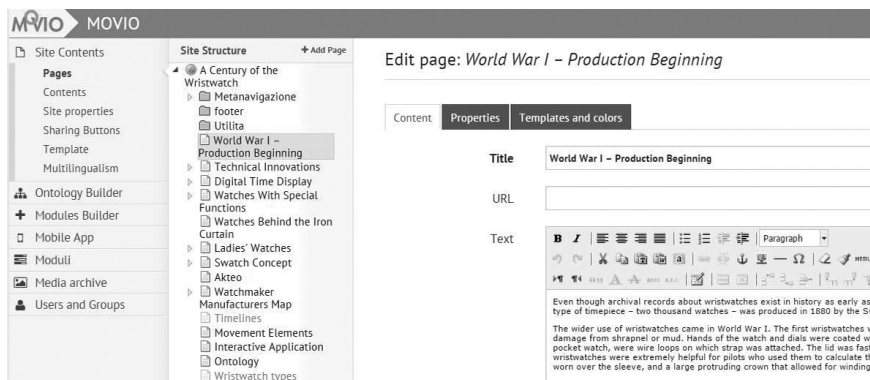 MOVIO MOVIO
Site Contents
Pages
Contents
Site properties
Sharing Buttons
Template
Multilingualism
Ontology Builder
Modules Builder
Mobile App
Moduli
Media archive
Users and Groups
Site Structure + Add Page
A Century of the
Wristwatch
Metanavigazione
footer
Utilita
World War I –
Production Beginning
Technical Innovations
Digital Time Display
Watches With Special
Functions
Watches Behind the Iron
Curtain
Ladies' Watches
Swatch Concept
Akteo
Watchmaker
Manufacturers Map
Timelines
Movement Elements
Interactive Application
Ontology
Wristwatch types
Edit page: World War I – Production Beginning
Content Properties Templates and colors
Title World War I – Production Beginning
URL
Text
B I Paragraph
HTML
Even though archival records about wristwatches exist in history as early as
type of timepiece – two thousand watches – was produced in 1880 by the
The wider use of wristwatches came in World War I. The first wristwatches
damage from shrapnel or mud. Hands of the watch and dials were coated
pocket watch, were wire loops on which strap was attached. The lid was
wristwatches were extremely helpful for pilots who used them to calculate
worn over the sleeve, and a large protruding crown that allowed for winding